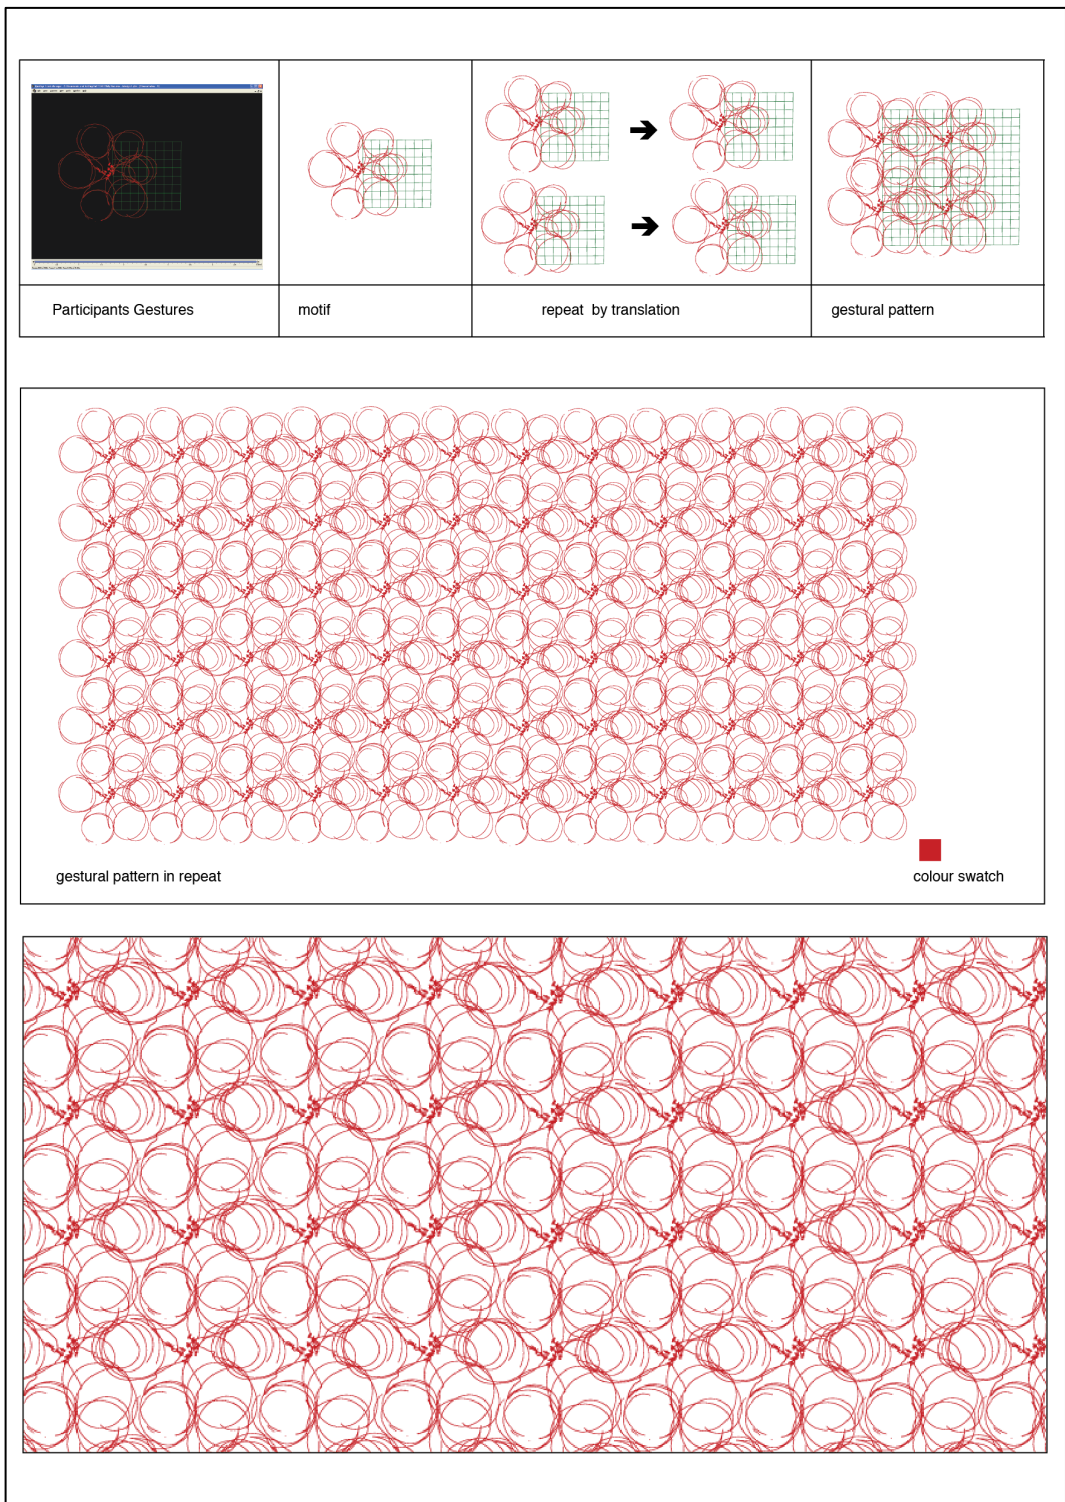 Participants Gestures
motif
repeat by translation
gestural pattern
gestural pattern in repeat
colour swatch